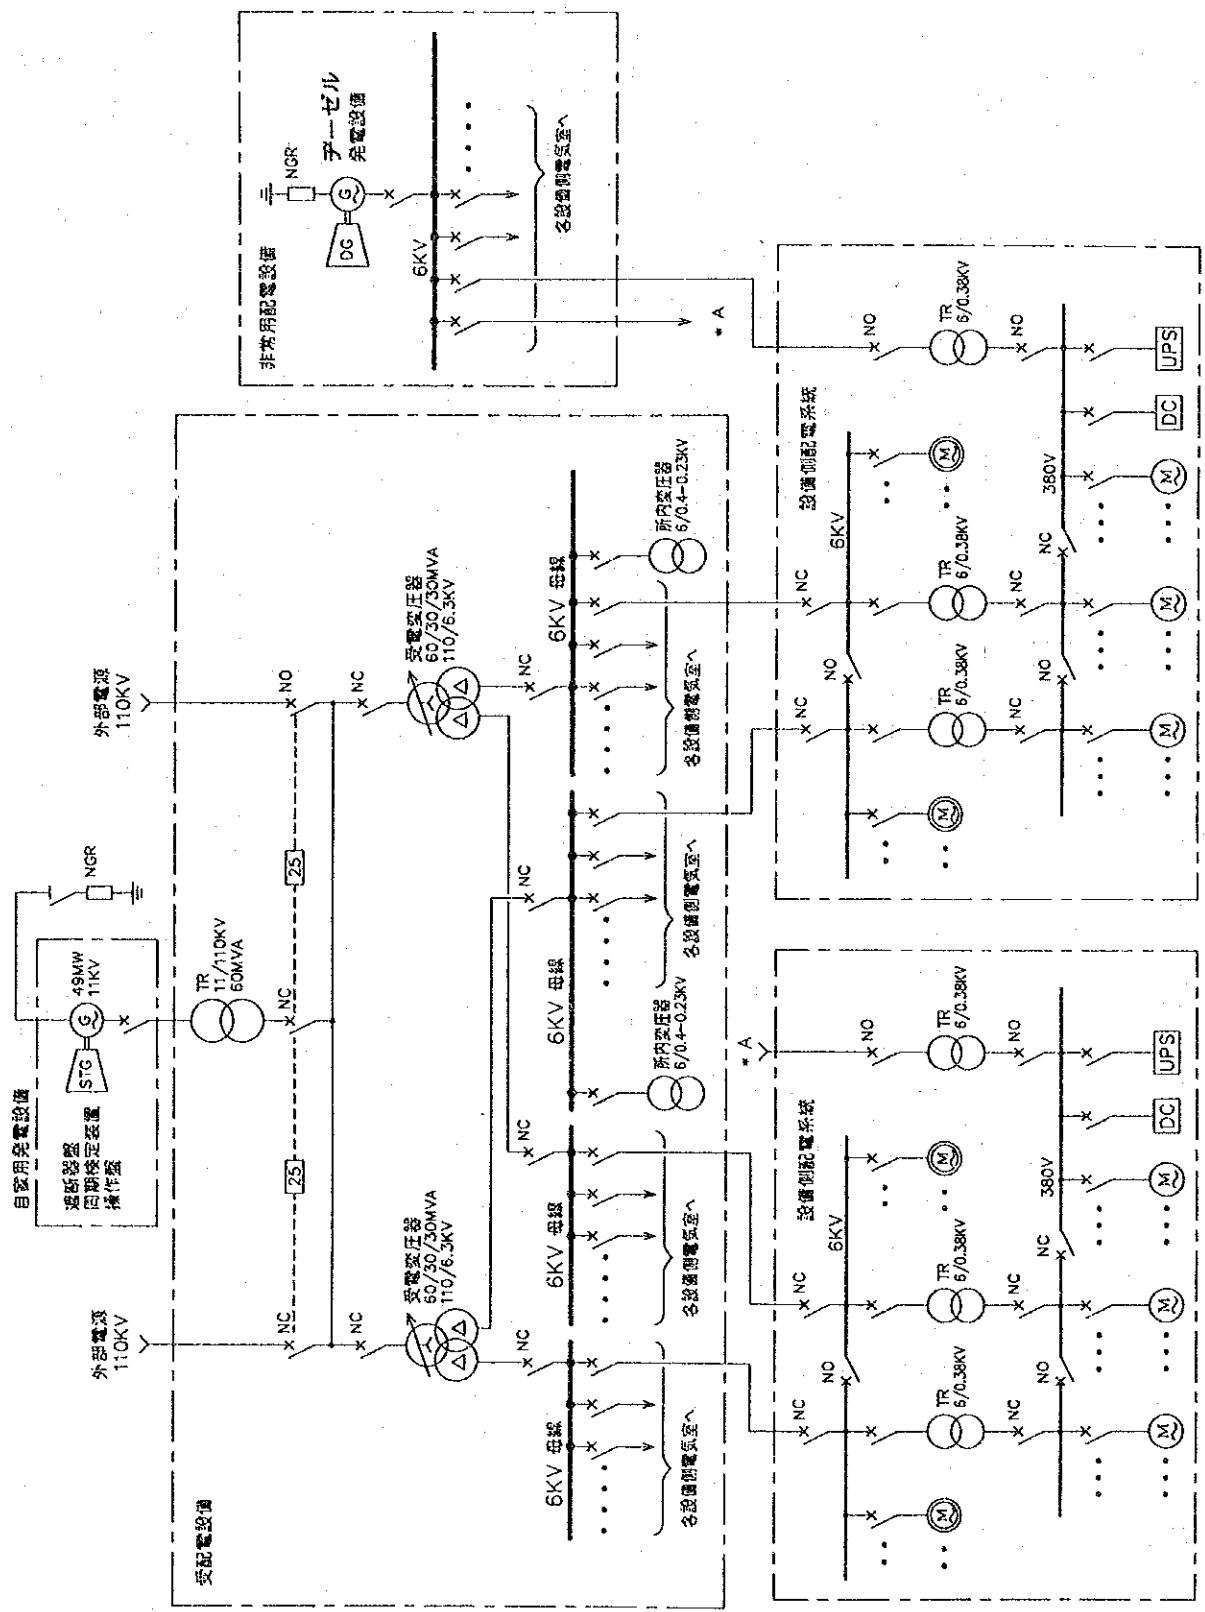 自家用発電設備
遮断器盤
同期検定装置
操作盤
STG
G
49MW
11KV
NGR
外部電源
110KV
外部電源
110KV
TR
11/110KV
60MVA
受配電設備
NC
25
NC
25
NO
NC
NC
受電変圧器
60/30/30MVA
110/6.3KV
受電変圧器
60/30/30MVA
110/6.3KV
NC
NC
NC
NC
6KV 母線
6KV 母線
6KV 母線
6KV 母線
所内変圧器
6/0.4-0.23KV
所内変圧器
6/0.4-0.23KV
各設備側電気室へ
各設備側電気室へ
各設備側電気室へ
各設備側電気室へ
非常用配電設備
NGR
DG
G
ヂーゼル
発電設備
6KV
各設備側電気室へ
* A
設備側配電系統
* A
NC
NC
NO
6KV
NO
M
M
TR
6/0.38KV
TR
6/0.38KV
TR
6/0.38KV
NC
NC
NO
NO
NC
380V
M
M
M
DC
UPS
設備側配電系統
NC
NC
NO
6KV
NO
M
M
TR
6/0.38KV
TR
6/0.38KV
TR
6/0.38KV
NC
NC
NO
NO
NC
380V
M
M
M
DC
UPS